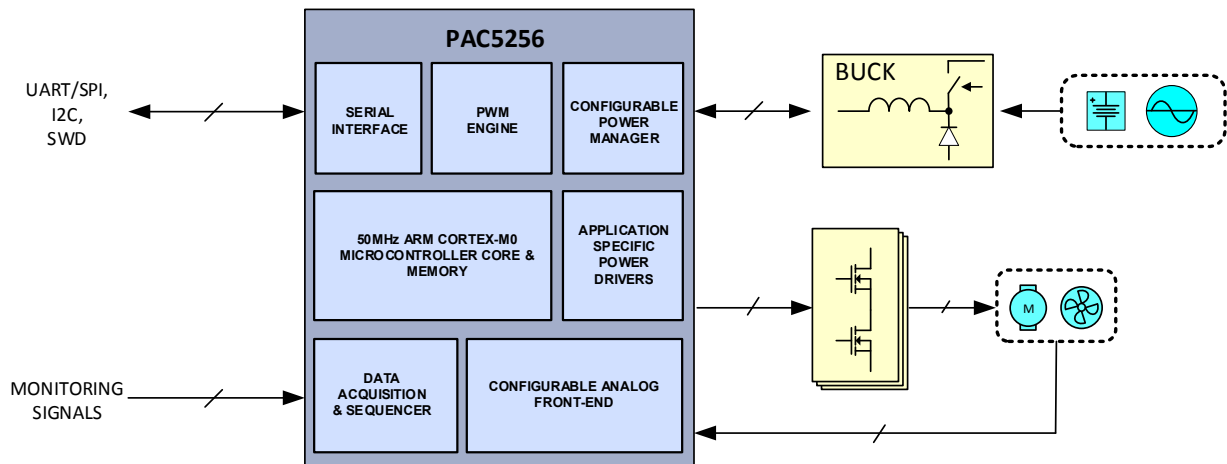 PAC5256
UART/SPI,
I2C,
SWD
SERIAL
INTERFACE
PWM
ENGINE
CONFIGURABLE
POWER
MANAGER
BUCK
+
50MHz ARM CORTEX-M0
MICROCONTROLLER CORE &
MEMORY
APPLICATION
SPECIFIC
POWER
DRIVERS
M
MONITORING
SIGNALS
DATA
ACQUISITION
& SEQUENCER
CONFIGURABLE ANALOG
FRONT-END